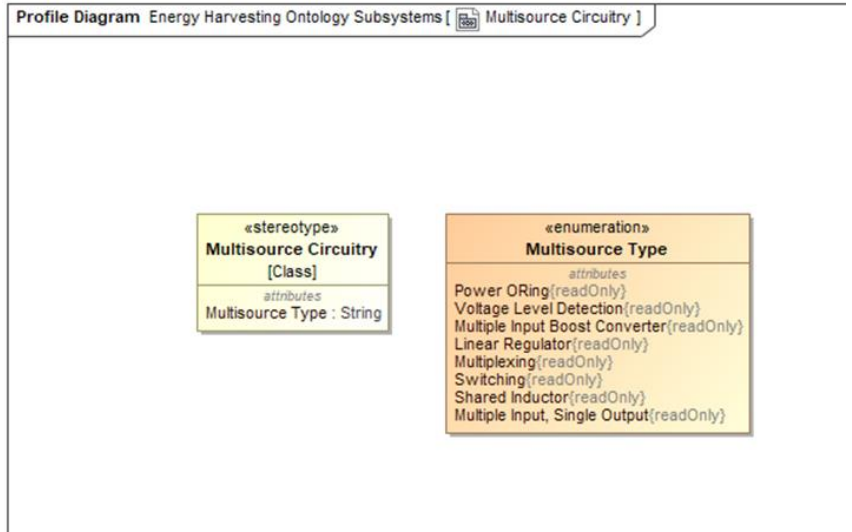 Profile Diagram Energy Harvesting Ontology Subsystems [ Multisource Circuitry ]
«stereotype»
Multisource Circuitry
[Class]
attributes
Multisource Type : String
«enumeration»
Multisource Type
attributes
Power ORing{readOnly}
Voltage Level Detection{readOnly}
Multiple Input Boost Converter{readOnly}
Linear Regulator{readOnly}
Multiplexing{readOnly}
Switching{readOnly}
Shared Inductor{readOnly}
Multiple Input, Single Output{readOnly}